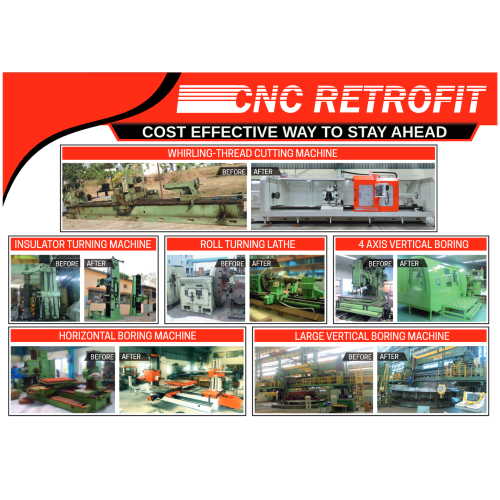 CNC RETROFIT
COST EFFECTIVE WAY TO STAY AHEAD
WHIRLING-THREAD CUTTING MACHINE
BEFORE AFTER
INSULATOR TURNING MACHINE
BEFORE AFTER
ROLL TURNING LATHE
BEFORE AFTER
4 AXIS VERTICAL BORING
BEFORE AFTER
HORIZONTAL BORING MACHINE
BEFORE AFTER
LARGE VERTICAL BORING MACHINE
BEFORE AFTER